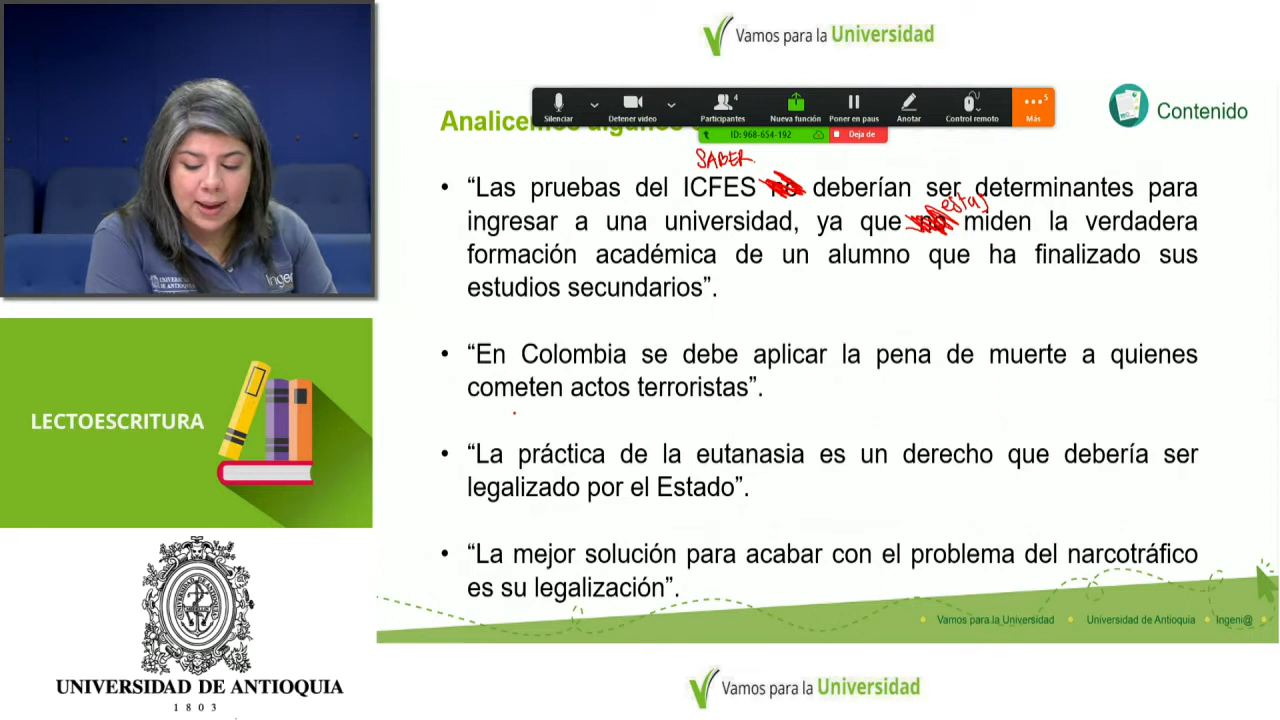 Vamos para la Universidad
Silenciar
Detener video
4
Participantes
Nueva función
Poner en paus
Anotar
Control remoto
5
Más
ID: 968-654-192
Deja de
Contenido
SABER
• “Las pruebas del ICFES deberían ser determinantes para
estas
ingresar a una universidad, ya que miden la verdadera
formación académica de un alumno que ha finalizado sus
estudios secundarios”.
• “En Colombia se debe aplicar la pena de muerte a quienes
cometen actos terroristas”.
• “La práctica de la eutanasia es un derecho que debería ser
legalizado por el Estado”.
• “La mejor solución para acabar con el problema del narcotráfico
es su legalización”.
Vamos para la Universidad
Universidad de Antioquia
Ingeni@
LECTOESCRITURA
UNIVERSIDAD DE ANTIOQUIA
1803
Vamos para la Universidad